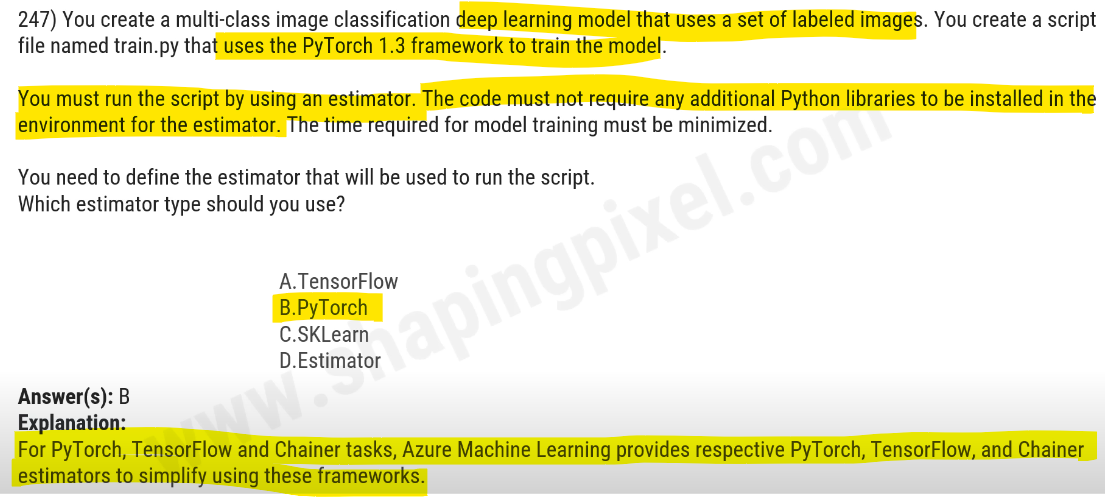 247) You create a multi-class image classification deep learning model that uses a set of labeled images. You create a script
file named train.py that uses the PyTorch 1.3 framework to train the model.
You must run the script by using an estimator. The code must not require any additional Python libraries to be installed in the
environment for the estimator. The time required for model training must be minimized.
You need to define the estimator that will be used to run the script.
Which estimator type should you use?
A.TensorFlow
B.PyTorch
C.SKLearn
D.Estimator
Answer(s): B
Explanation:
For PyTorch, TensorFlow and Chainer tasks, Azure Machine Learning provides respective PyTorch, TensorFlow, and Chainer
estimators to simplify using these frameworks.
www.shapingpixel.com